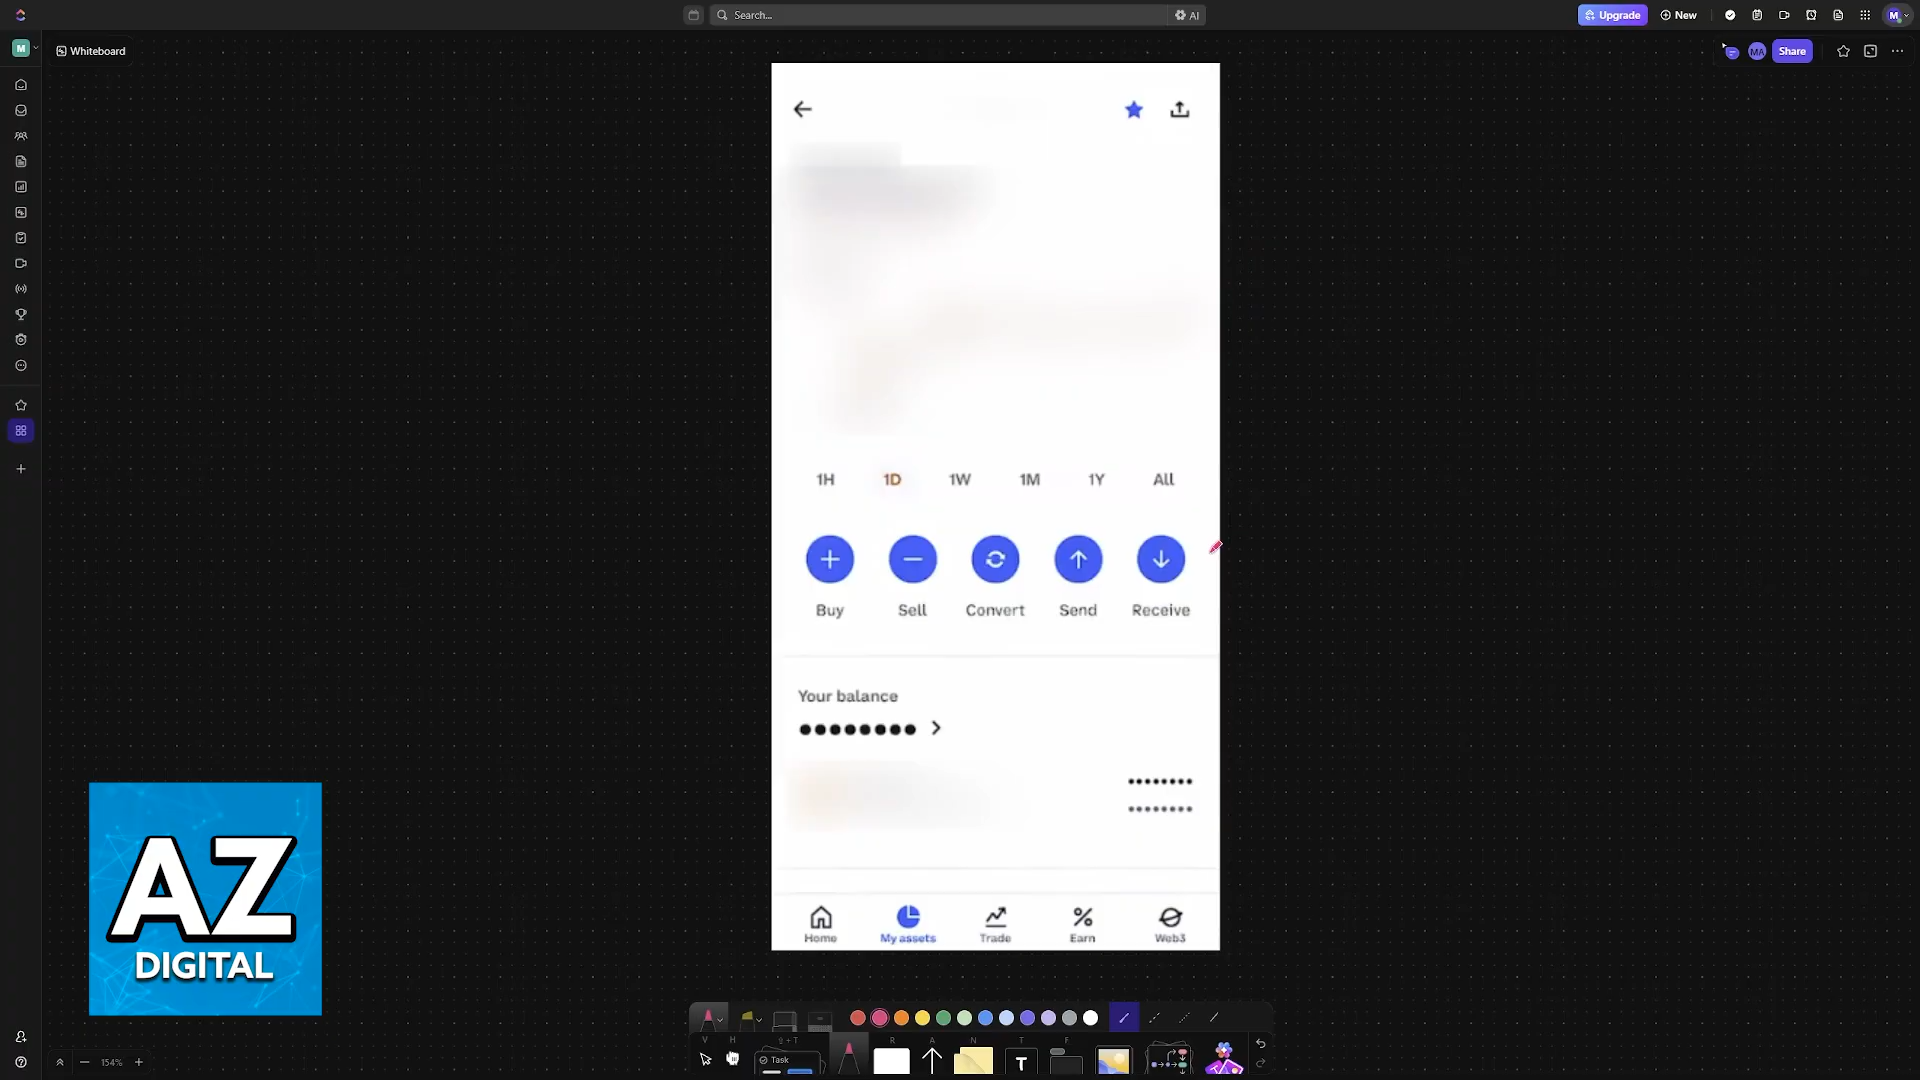 Search...
AI
Upgrade
New
M
M
Whiteboard
MA
Share
1H 1D 1W 1M 1Y All
Buy Sell Convert Send Receive
Your balance
Home My assets Trade Earn Web3
AZ
DIGITAL
V H ⇧+T R A N T F
Task
T
154%